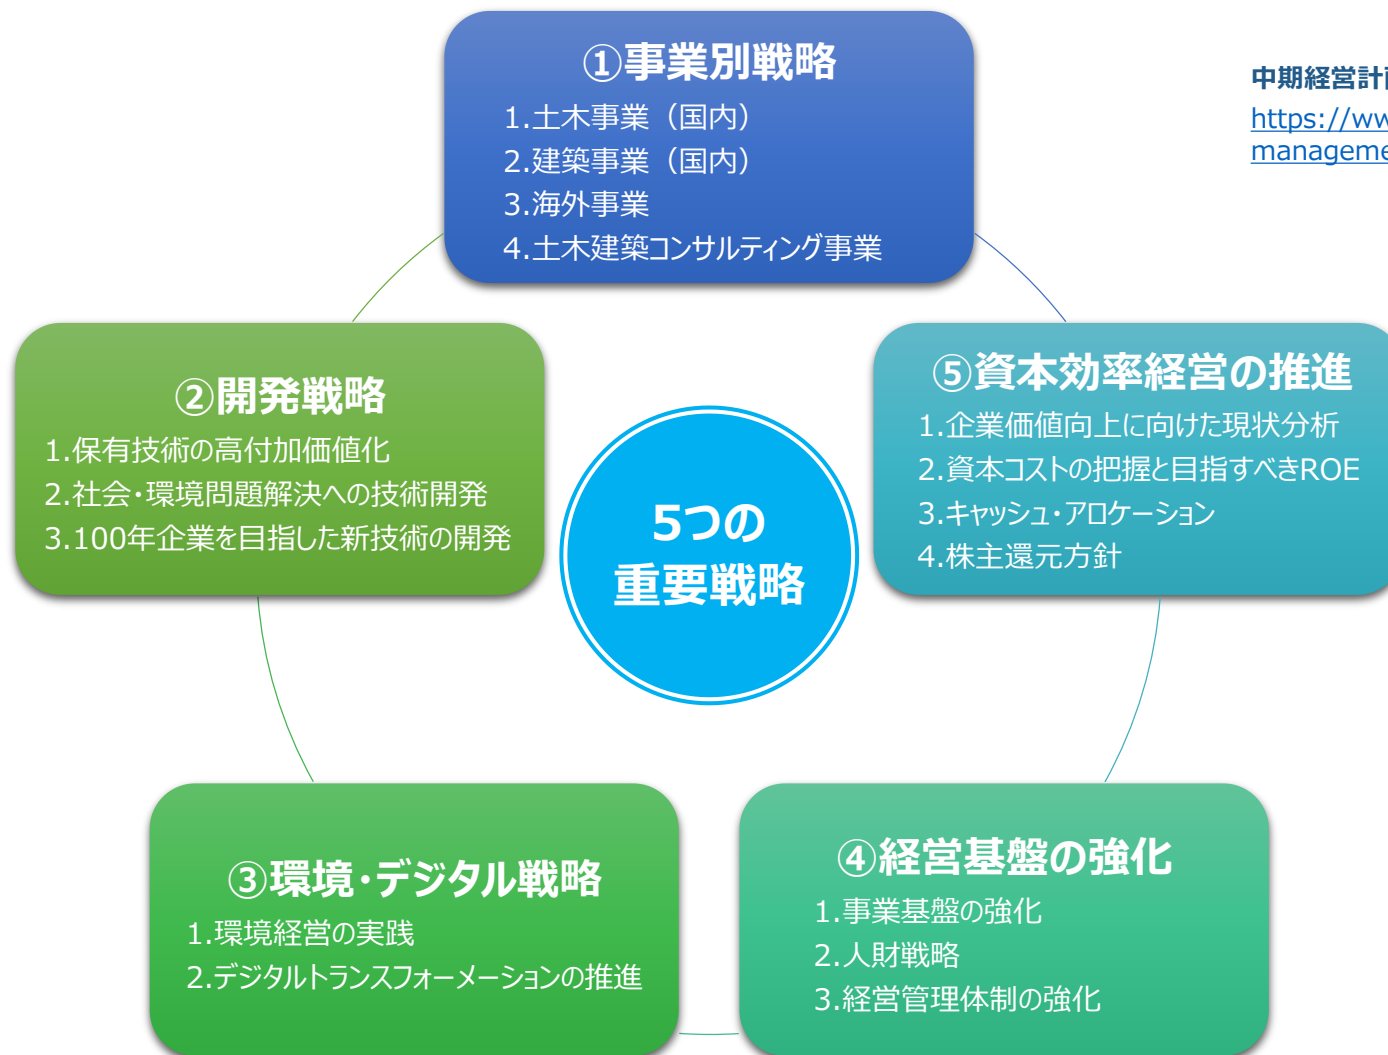 ①事業別戦略
1.土木事業（国内）
2.建築事業（国内）
3.海外事業
4.土木建築コンサルティング事業
中期経営計
https://ww
manageme
②開発戦略
1.保有技術の高付加価値化
2.社会・環境問題解決への技術開発
3.100年企業を目指した新技術の開発
⑤資本効率経営の推進
1.企業価値向上に向けた現状分析
2.資本コストの把握と目指すべきROE
3.キャッシュ・アロケーション
4.株主還元方針
5つの
重要戦略
③環境・デジタル戦略
1.環境経営の実践
2.デジタルトランスフォーメーションの推進
④経営基盤の強化
1.事業基盤の強化
2.人財戦略
3.経営管理体制の強化